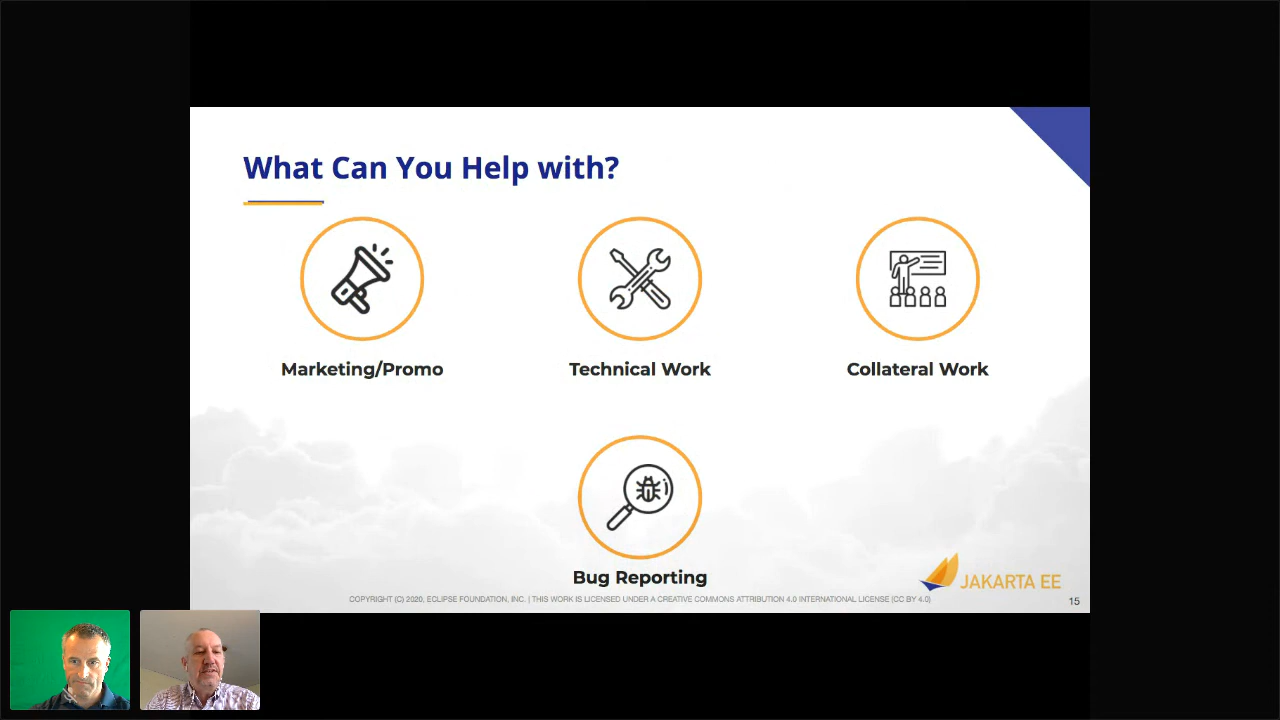 What Can You Help with?
Marketing/Promo
Technical Work
Collateral Work
Bug Reporting
JAKARTA EE
COPYRIGHT (C) 2020, ECLIPSE FOUNDATION, INC. | THIS WORK IS LICENSED UNDER A CREATIVE COMMONS ATTRIBUTION 4.0 INTERNATIONAL LICENSE (CC BY 4.0)
15